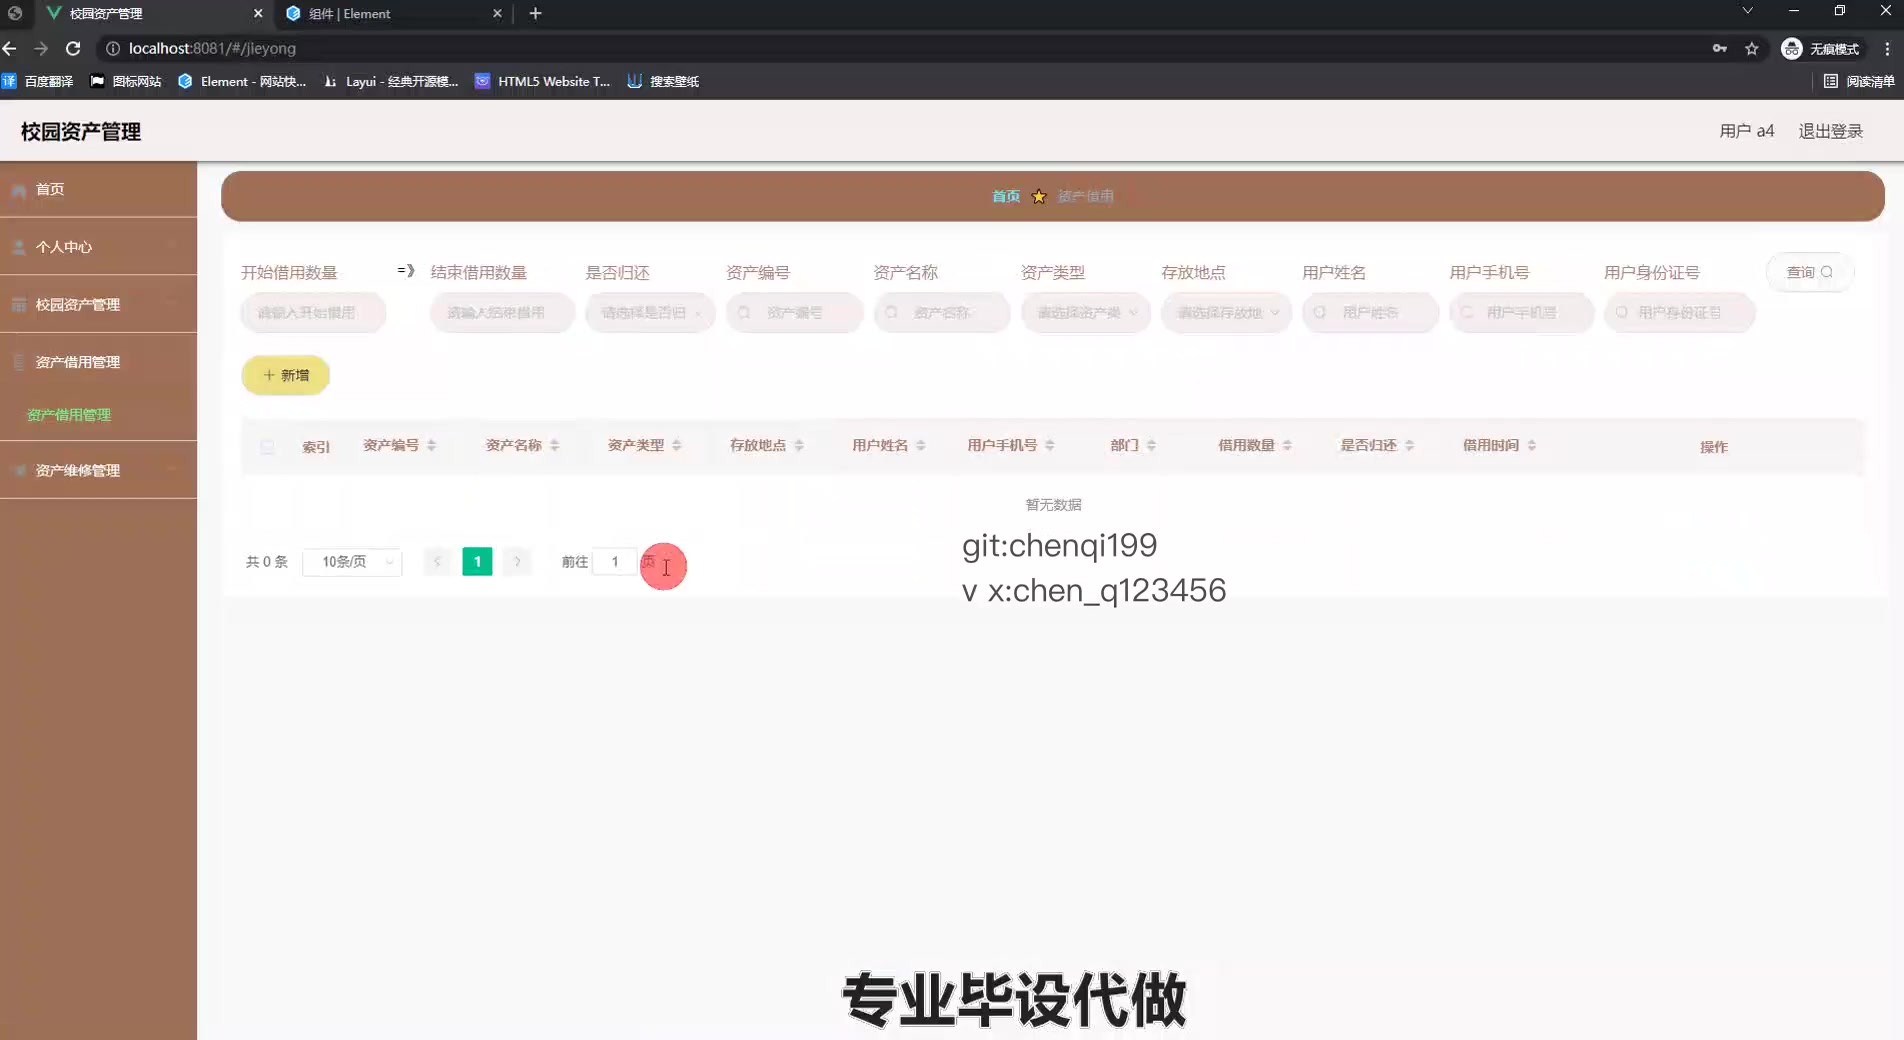 校园资产管理
组件 | Element
localhost:8081/#/jieyong
无痕模式
百度翻译
图标网站
Element - 网站快...
Layui - 经典开源模...
HTML5 Website T...
搜索壁纸
阅读清单
校园资产管理
用户 a4
退出登录
首页
个人中心
校园资产管理
资产借用管理
资产借用管理
资产维修管理
首页 资产借用
开始借用数量 =》 结束借用数量 是否归还 资产编号 资产名称 资产类型 存放地点 用户姓名 用户手机号 用户身份证号 查询
请输入开始借用 请输入结束借用 请选择是否归 资产编号 资产名称 请选择资产类 请选择存放地 用户姓名 用户手机号 用户身份证号
+ 新增
索引 资产编号 资产名称 资产类型 存放地点 用户姓名 用户手机号 部门 借用数量 是否归还 借用时间 操作
暂无数据
共 0 条 10条/页 1 前往 1 页
git:chenqi199
v x:chen_q123456
专业毕设代做